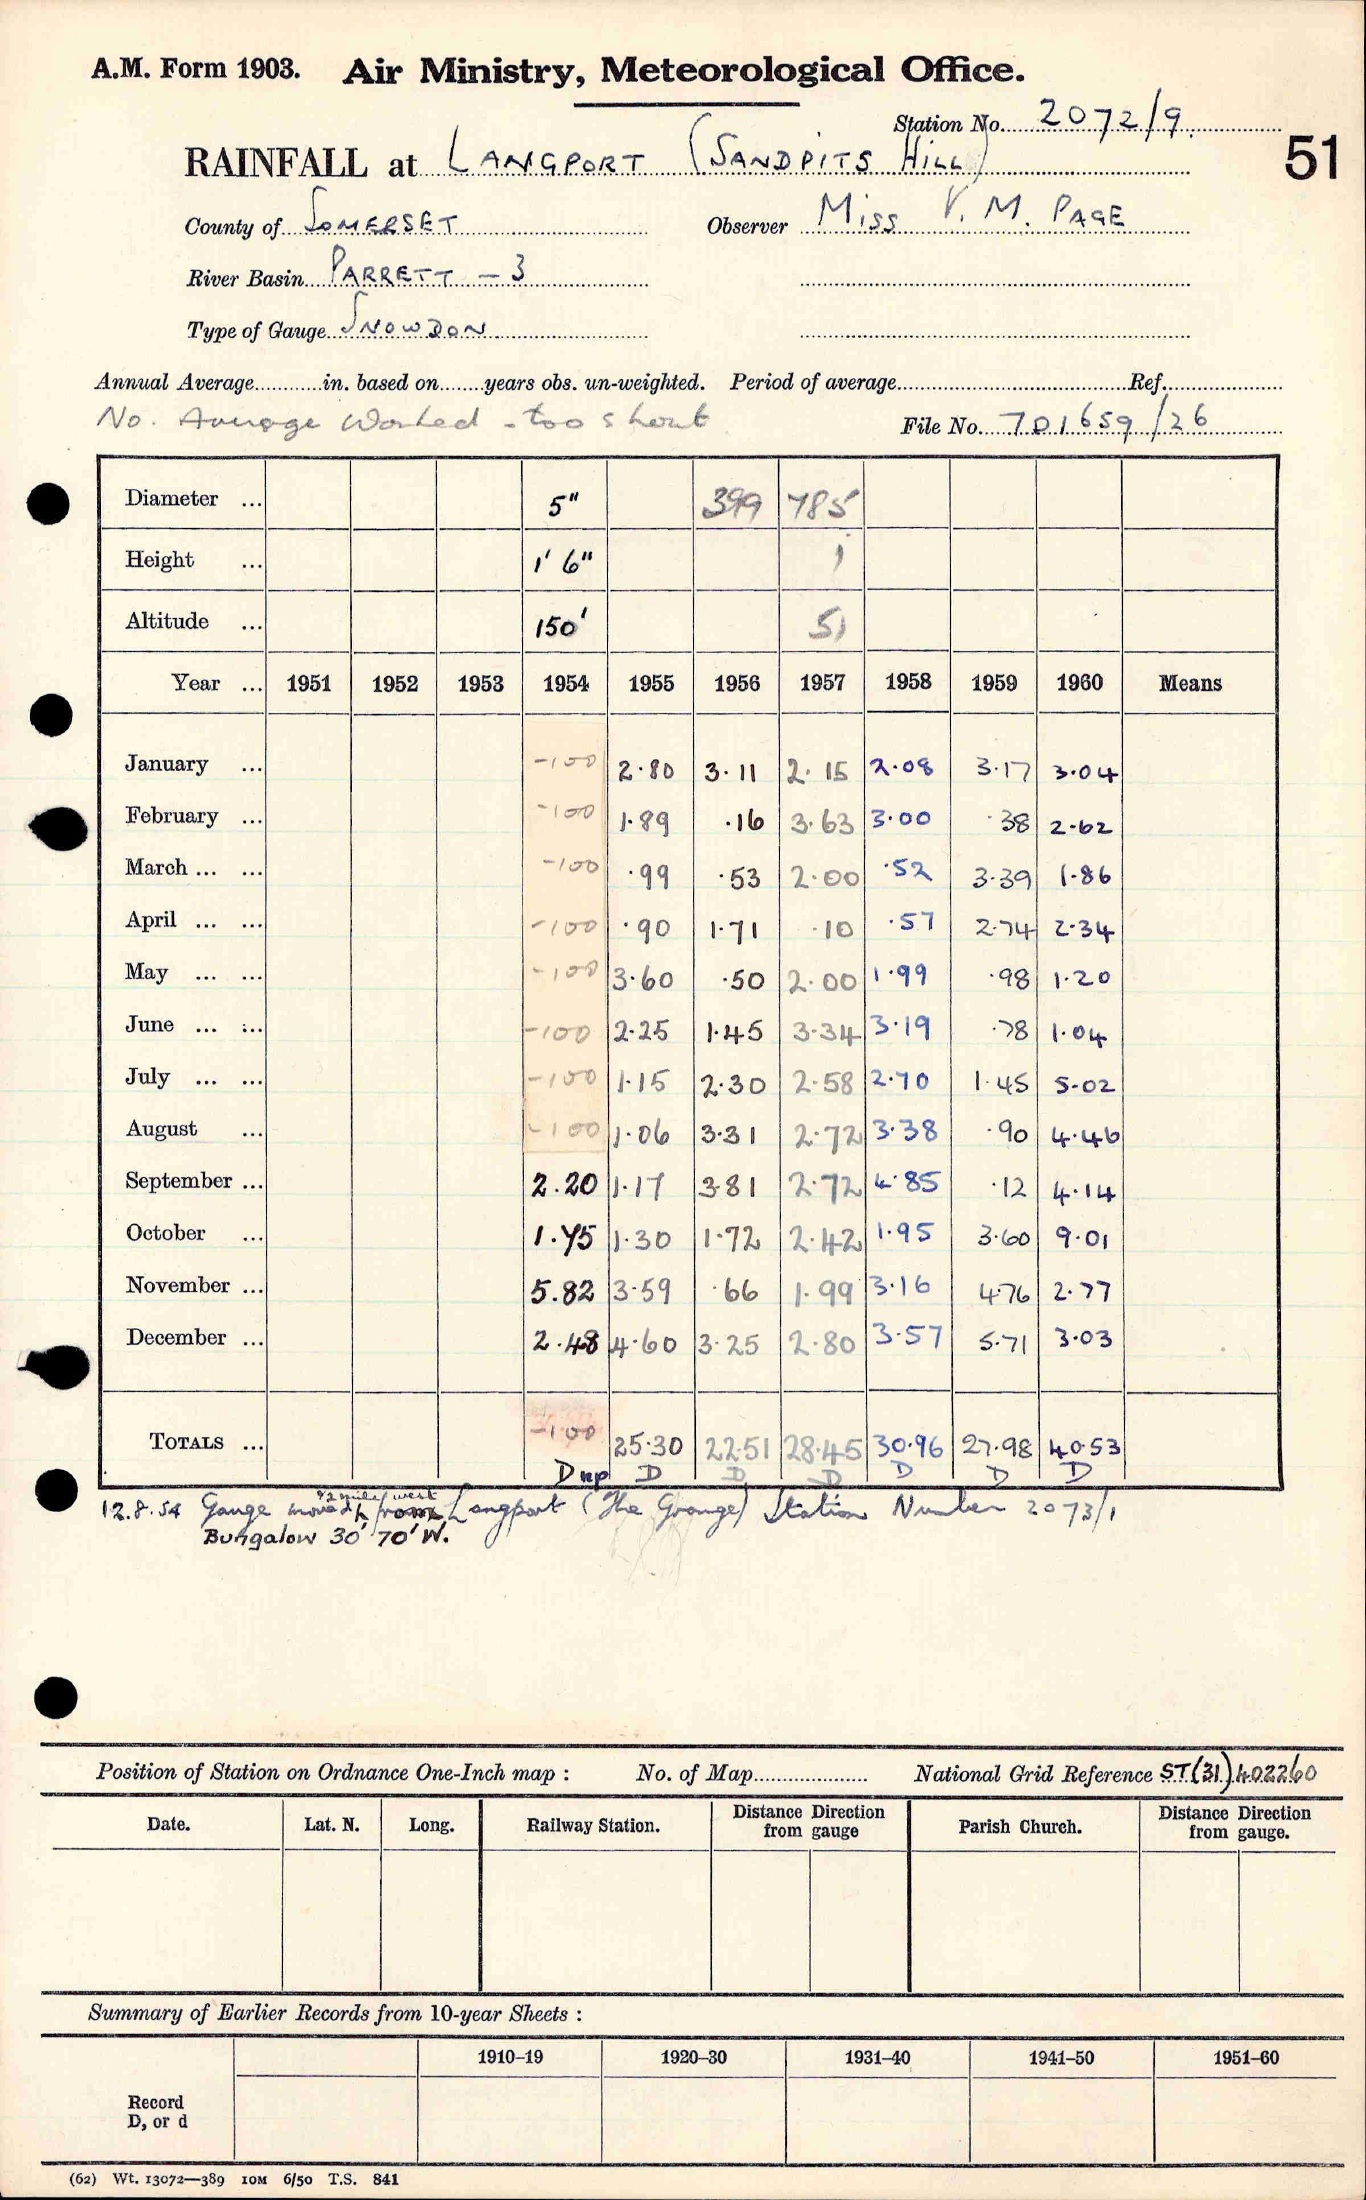 A.M. Form 1903. Air Ministry, Meteorological Office.
Station No. 2072/9.
RAINFALL at LANGPORT (SANDPITS HILL) 51
County of SOMERSET Observer MISS V. M. PAGE
River Basin PARRETT – 3
Type of Gauge SNOWDON
Annual Average in. based on years obs. un-weighted. Period of average Ref.
No. Average Worked - too short File No. 701659/26
Diameter ... 5" 399 785
Height ... 1' 6" 1
Altitude ... 150' 51
Year ... 1951 1952 1953 1954 1955 1956 1957 1958 1959 1960 Means
January ... -100 2.80 3.11 2.15 2.08 3.17 3.04
February ... -100 1.89 .16 3.63 3.00 .38 2.62
March ... ... -100 .99 .53 2.00 .52 3.39 1.86
April ... ... -100 .90 1.71 .10 .57 2.74 2.34
May ... ... -100 3.60 .50 2.00 1.99 .98 1.20
June ... ... -100 2.25 1.45 3.34 3.19 .78 1.04
July ... ... -100 1.15 2.30 2.58 2.70 1.45 5.02
August ... -100 1.06 3.31 2.72 3.38 .90 4.46
September ... 2.20 1.17 3.81 2.72 4.85 .12 4.14
October ... 1.75 1.30 1.72 2.42 1.95 3.60 9.01
November ... 5.82 3.59 .66 1.99 3.16 4.76 2.77
December ... 2.48 4.60 3.25 2.80 3.57 5.71 3.03
TOTALS ... -100 25.30 22.51 28.45 30.96 27.98 40.53
D np D D D D D D
1/2 mile west
12.8.54 Gauge moved from Langport (The Grange) Station Number 2073/1
Bungalow 30' 70' W.
Position of Station on Ordnance One-Inch map : No. of Map National Grid Reference ST(31)402260
Date. Lat. N. Long. Railway Station. Distance Direction from gauge Parish Church. Distance Direction from gauge.
Summary of Earlier Records from 10-year Sheets :
1910–19 1920–30 1931–40 1941–50 1951–60
Record
D, or d
(62) Wt. 13072—389 10M 6/50 T.S. 841